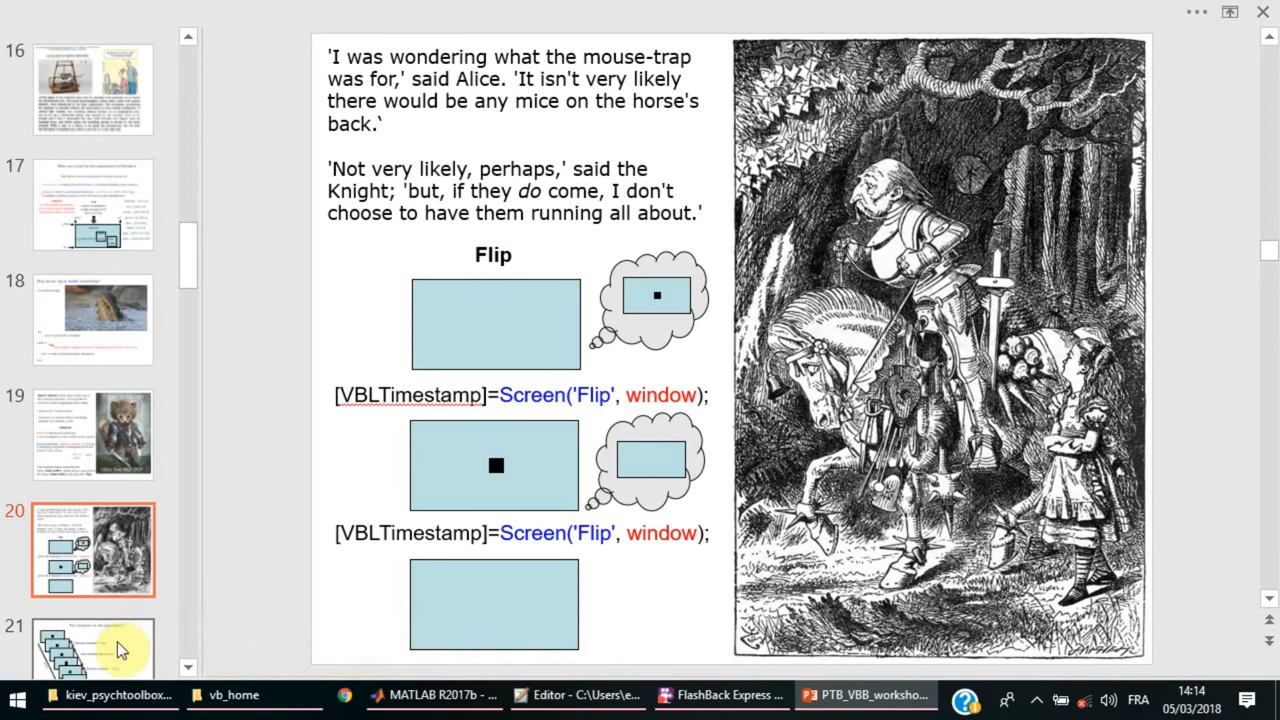 16
17
18
19
20
21
'I was wondering what the mouse-trap
was for,' said Alice. 'It isn't very likely
there would be any mice on the horse's
back.'
'Not very likely, perhaps,' said the
Knight; 'but, if they do come, I don't
choose to have them running all about.'
Flip
[VBLTimestamp]=Screen('Flip', window);
[VBLTimestamp]=Screen('Flip', window);
kiev_psychtoolbox...
vb_home
MATLAB R2017b - ...
Editor - C:\Users\e...
FlashBack Express ...
PTB_VBB_worksho...
FRA
14:14
05/03/2018